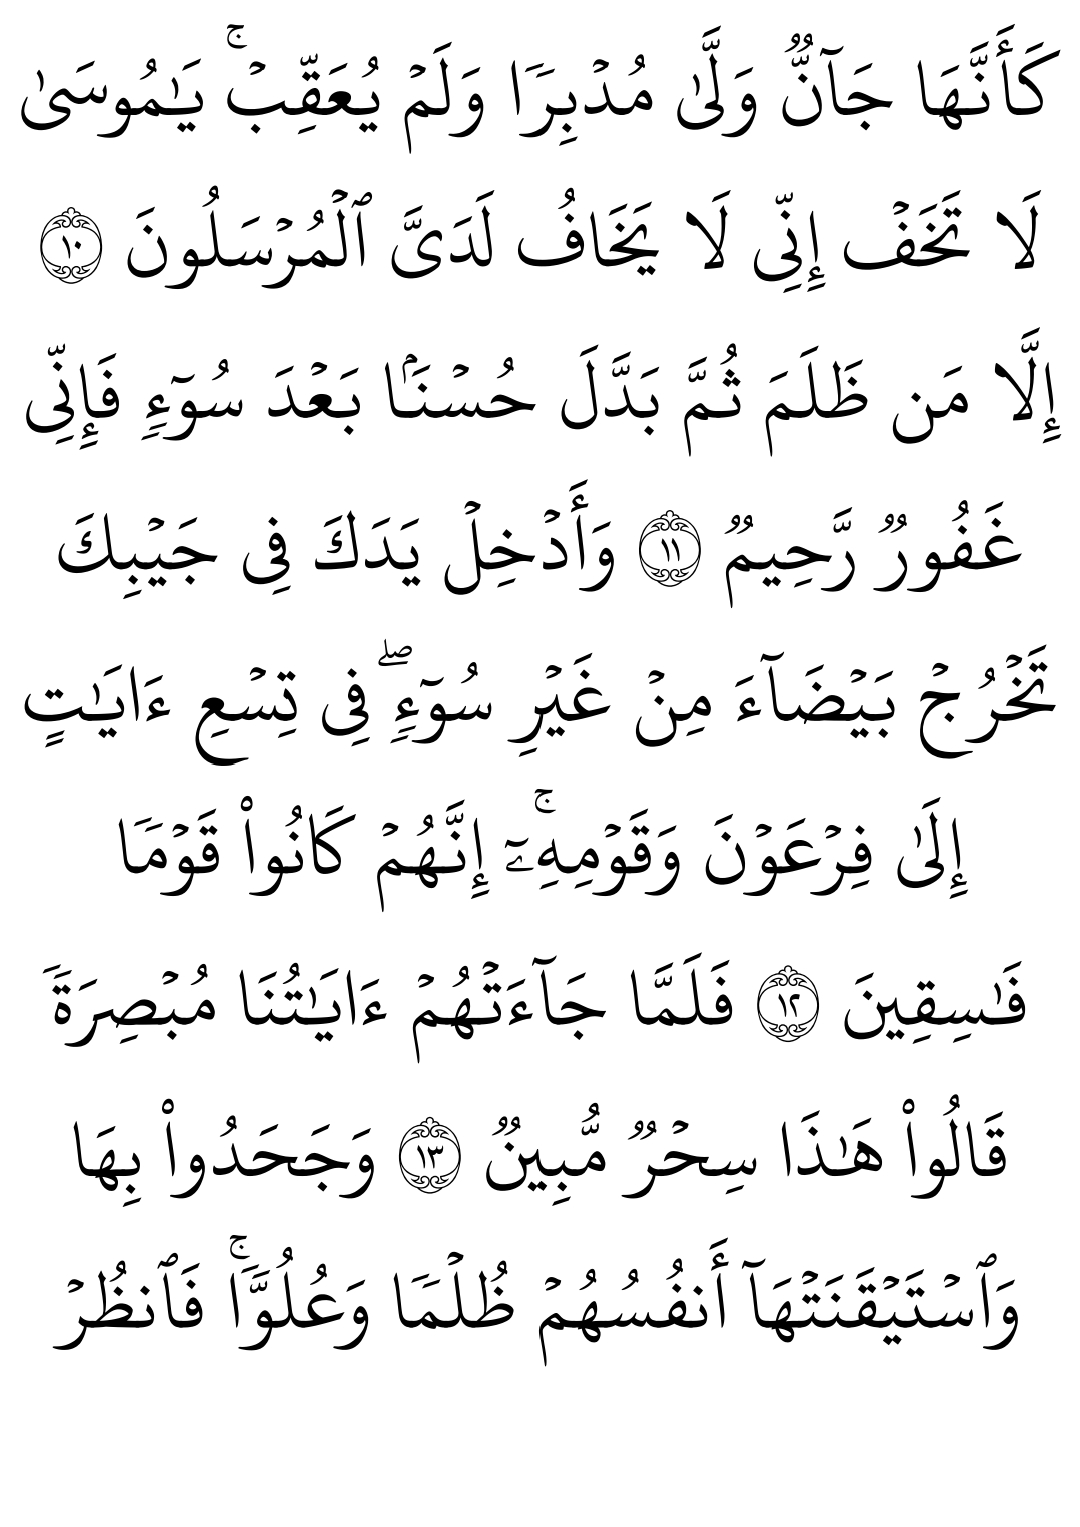 كَأَنَّهَا جَآنٌّ وَلَّىٰ مُدۡبِرٗا وَلَمۡ يُعَقِّبۡۚ يَٰمُوسَىٰ
لَا تَخَفۡ إِنِّي لَا يَخَافُ لَدَيَّ ٱلۡمُرۡسَلُونَ ١٠
إِلَّا مَن ظَلَمَ ثُمَّ بَدَّلَ حُسۡنَۢا بَعۡدَ سُوٓءٖ فَإِنِّي
غَفُورٞ رَّحِيمٞ ١١ وَأَدۡخِلۡ يَدَكَ فِي جَيۡبِكَ
تَخۡرُجۡ بَيۡضَآءَ مِنۡ غَيۡرِ سُوٓءٖۖ فِي تِسۡعِ ءَايَٰتٍ
إِلَىٰ فِرۡعَوۡنَ وَقَوۡمِهِۦٓۚ إِنَّهُمۡ كَانُواْ قَوۡمٗا
فَٰسِقِينَ ١٢ فَلَمَّا جَآءَتۡهُمۡ ءَايَٰتُنَا مُبۡصِرَةٗ
قَالُواْ هَٰذَا سِحۡرٞ مُّبِينٞ ١٣ وَجَحَدُواْ بِهَا
وَٱسۡتَيۡقَنَتۡهَآ أَنفُسُهُمۡ ظُلۡمٗا وَعُلُوّٗاۚ فَٱنظُرۡ